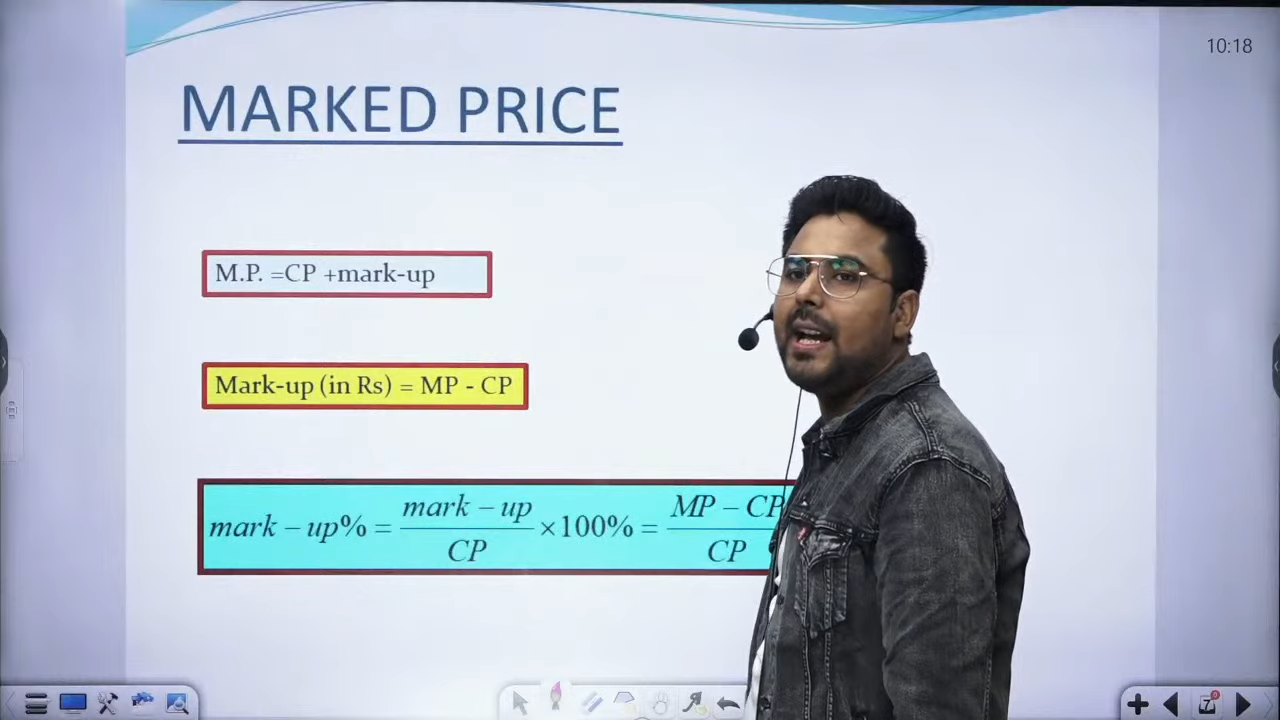 10:18
MARKED PRICE
M.P. =CP +mark-up
Mark-up (in Rs) = MP - CP
mark – up% = mark – up / CP ×100% = MP – CP / CP
7